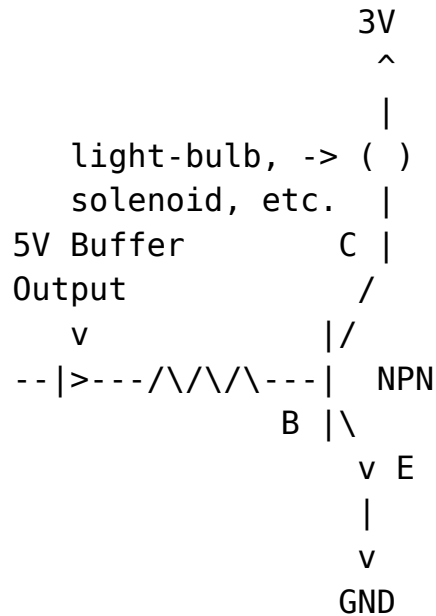 3V
^
|
light-bulb, -> ( )
solenoid, etc. |
5V Buffer C |
Output /
v |/
--|>---/\/\/\---| NPN
B |\
v E
|
v
GND